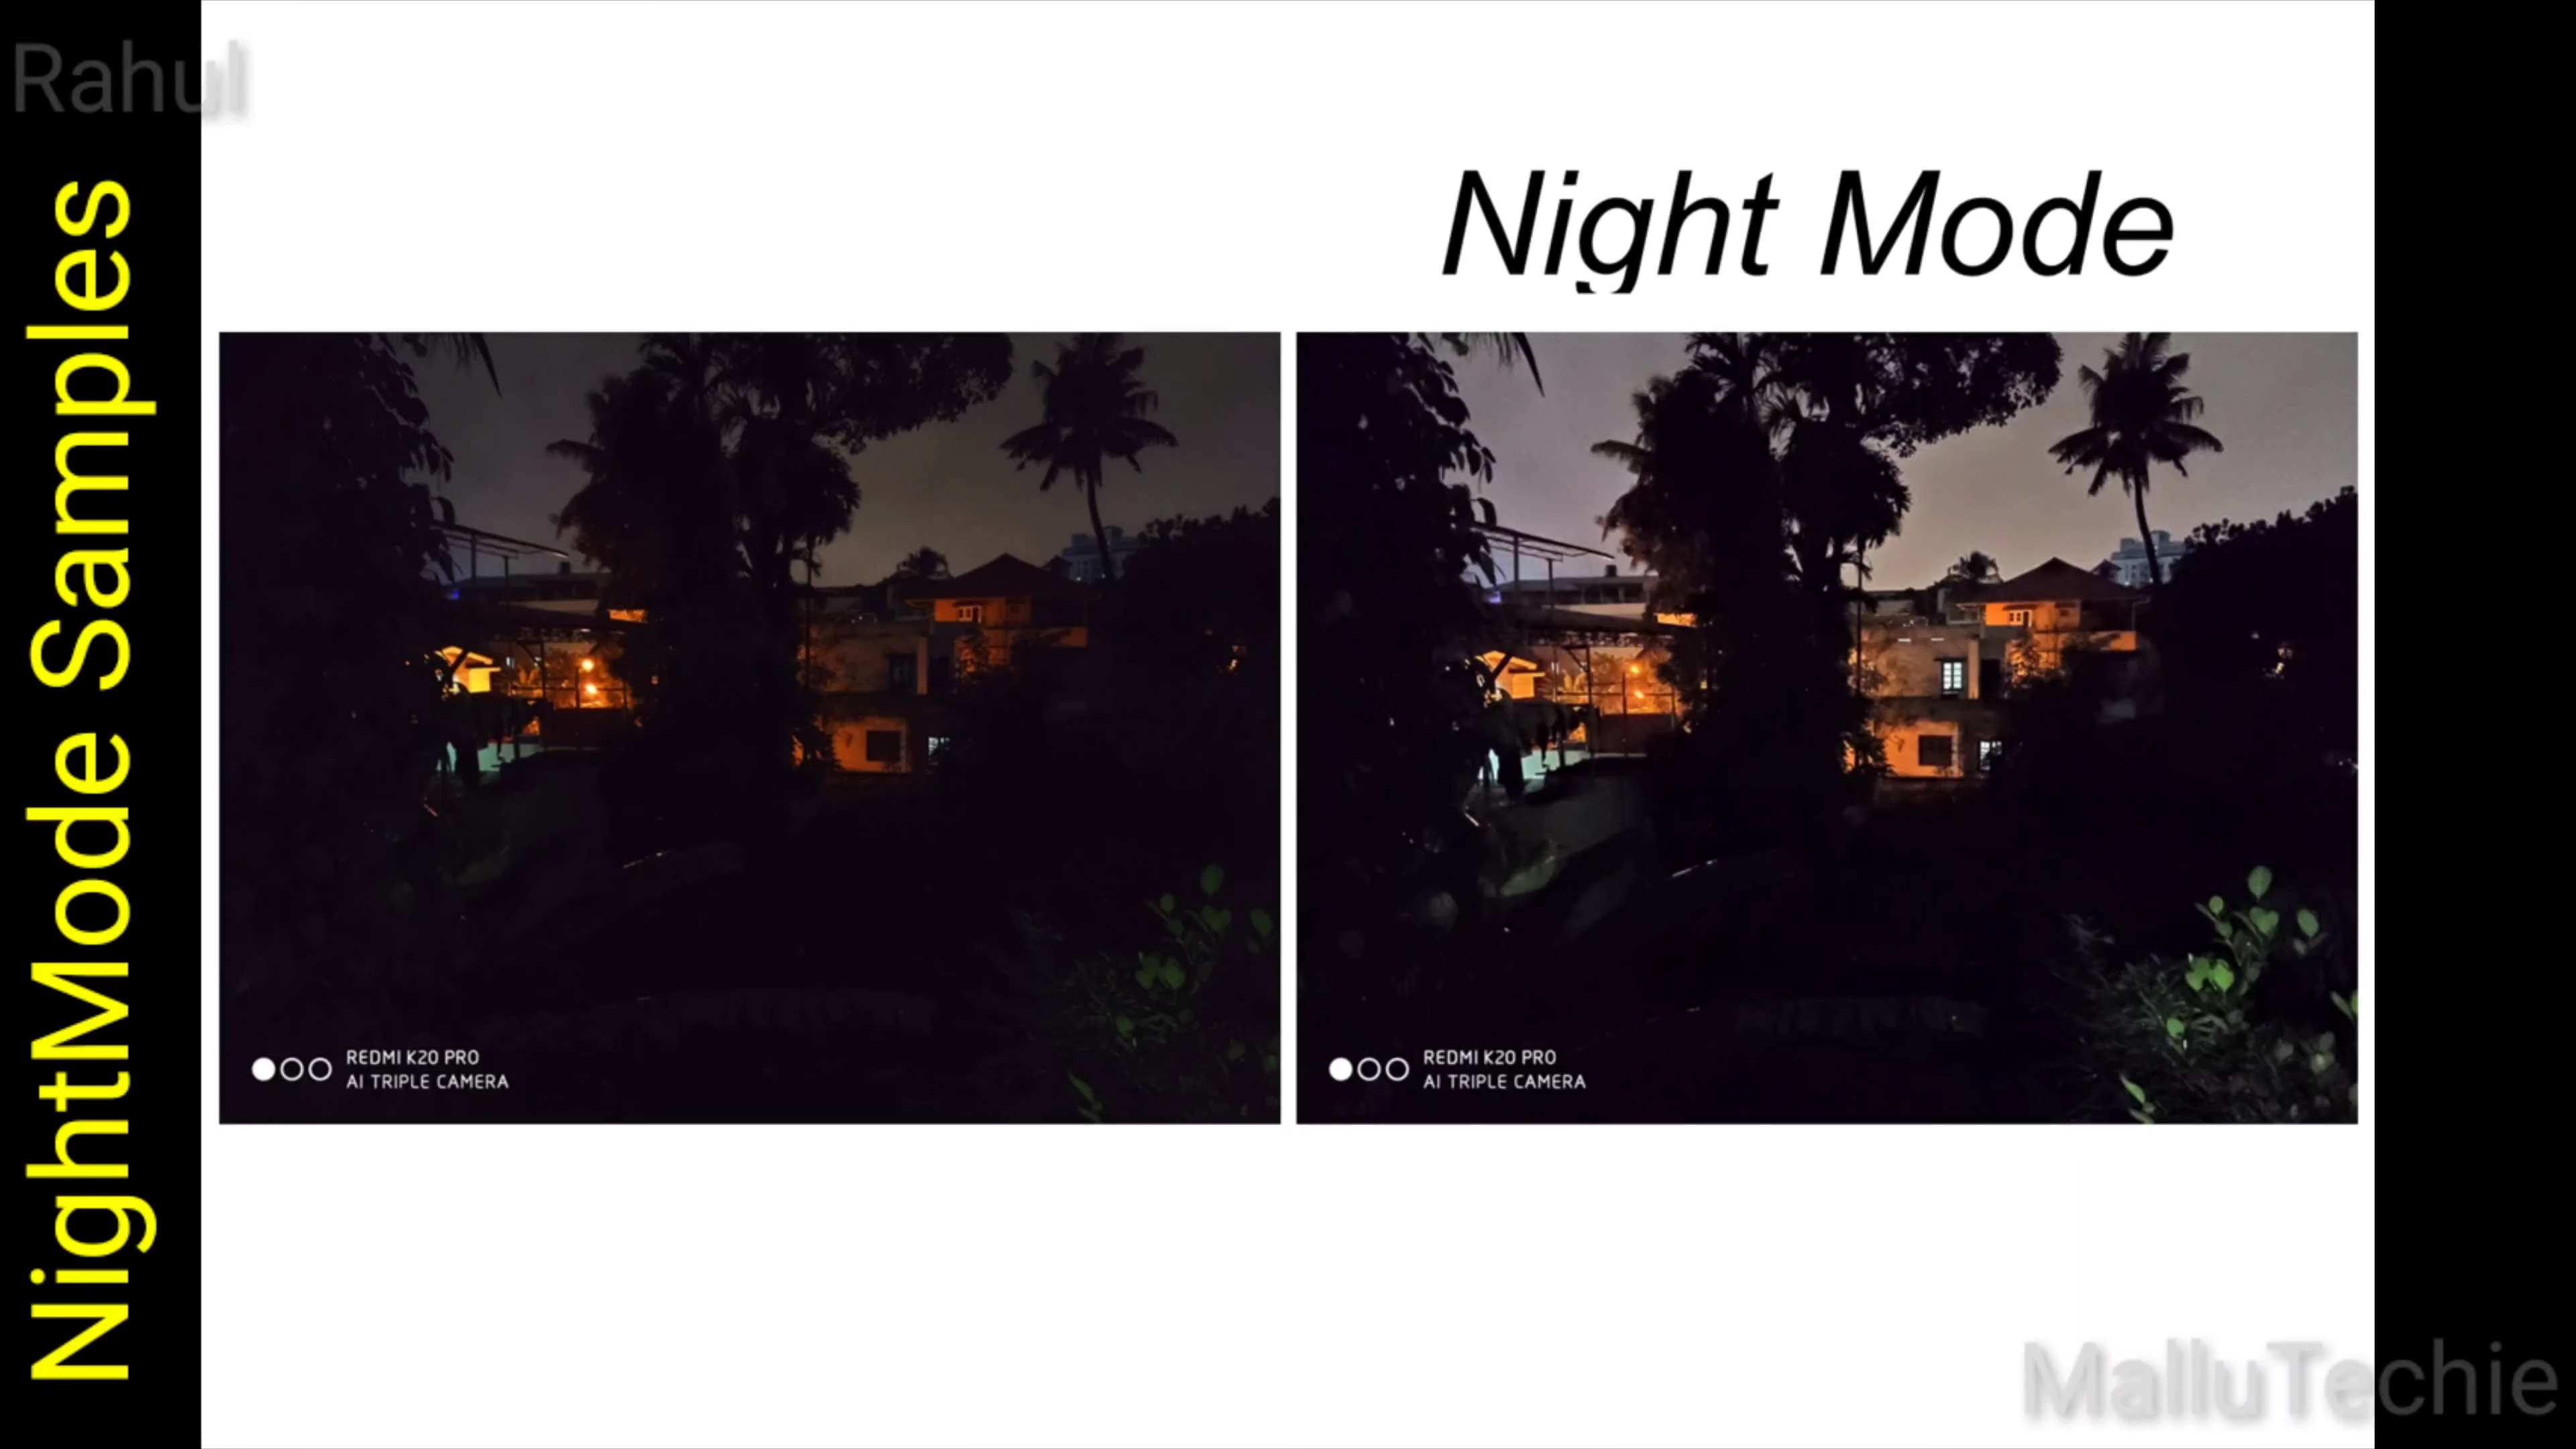 Rahul
NightMode Samples
Night Mode
REDMI K20 PRO
AI TRIPLE CAMERA
REDMI K20 PRO
AI TRIPLE CAMERA
MalluTechie